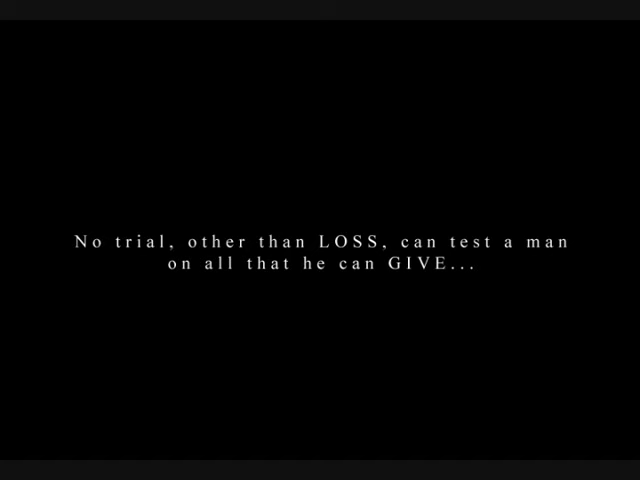 No trial, other than LOSS, can test a man
on all that he can GIVE...